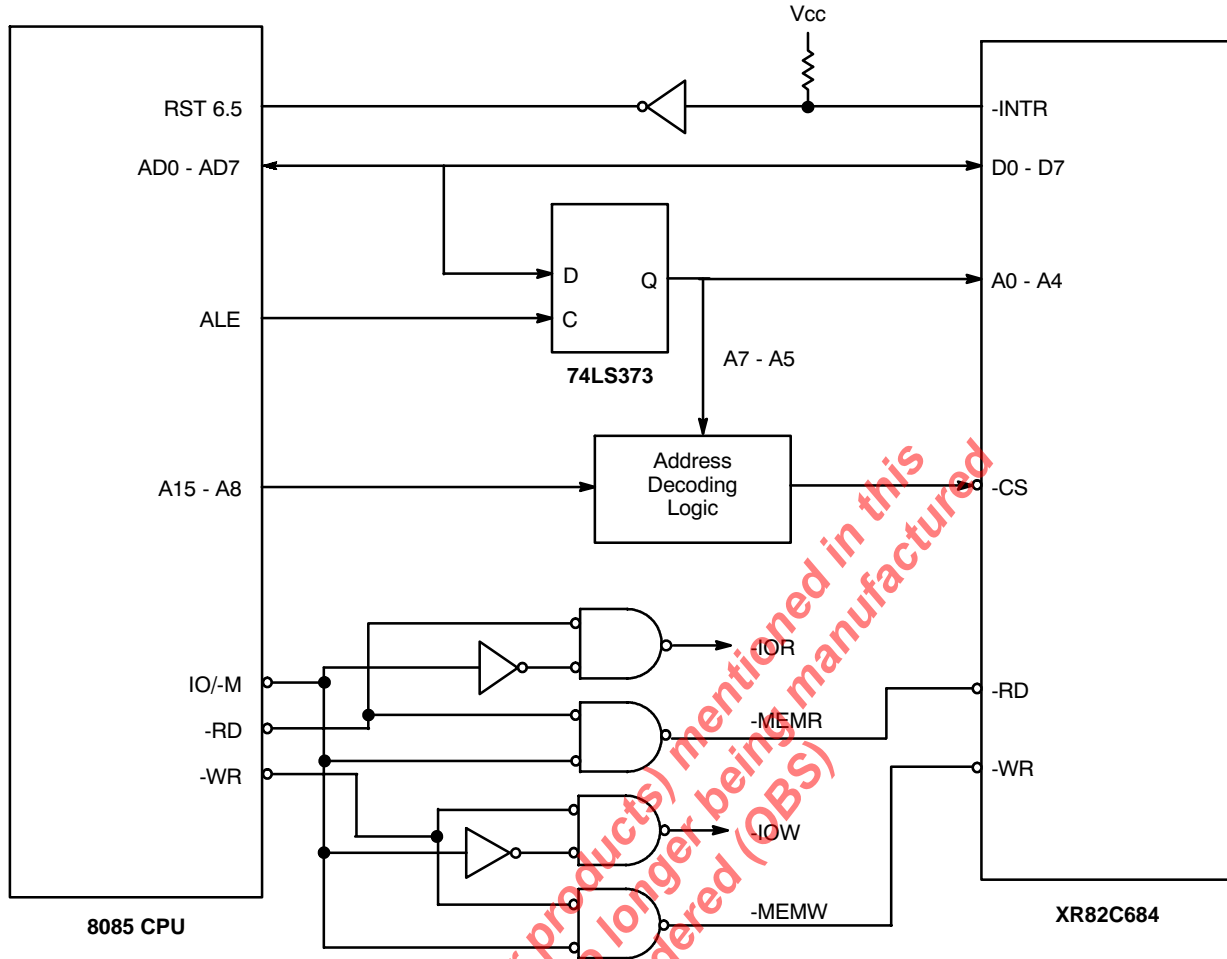 Vcc
RST 6.5
-INTR
AD0 - AD7
D0 - D7
D
Q
A0 - A4
ALE
C
74LS373
A7 - A5
Address
Decoding
Logic
A15 - A8
-CS
-IOR
IO/-M
-RD
-MEMR
-RD
-WR
-WR
-IOW
-MEMW
8085 CPU
XR82C684
products) mentioned in this
longer being manufactured
(OBS)